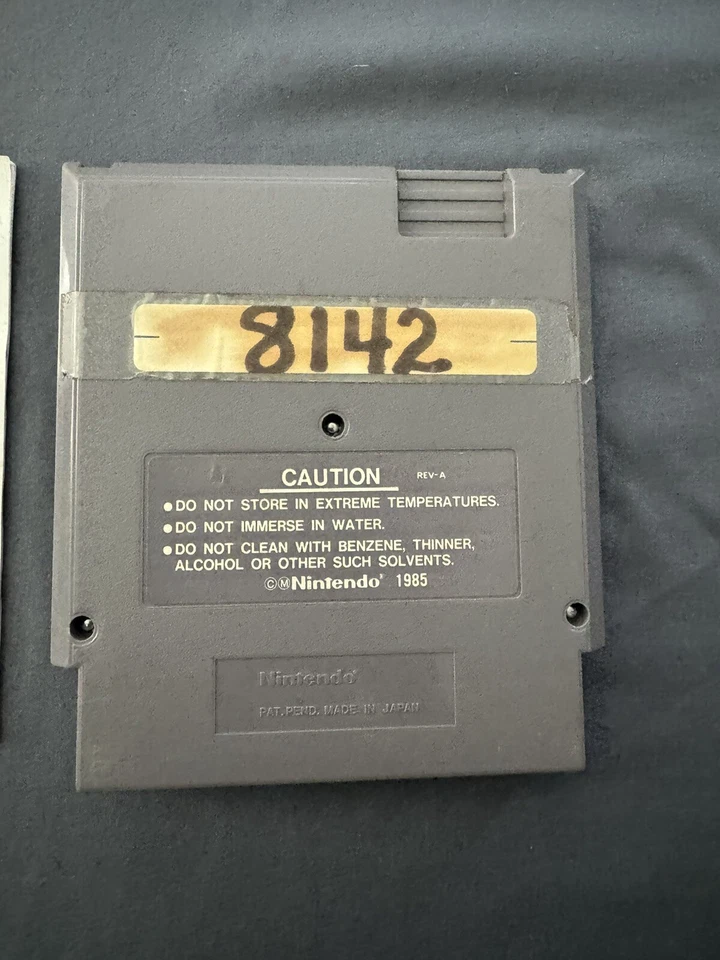 8142
CAUTION REV-A
●DO NOT STORE IN EXTREME TEMPERATURES.
●DO NOT IMMERSE IN WATER.
●DO NOT CLEAN WITH BENZENE, THINNER,
ALCOHOL OR OTHER SUCH SOLVENTS.
©ⓂNintendo® 1985
Nintendo®
PAT. PEND. MADE IN JAPAN